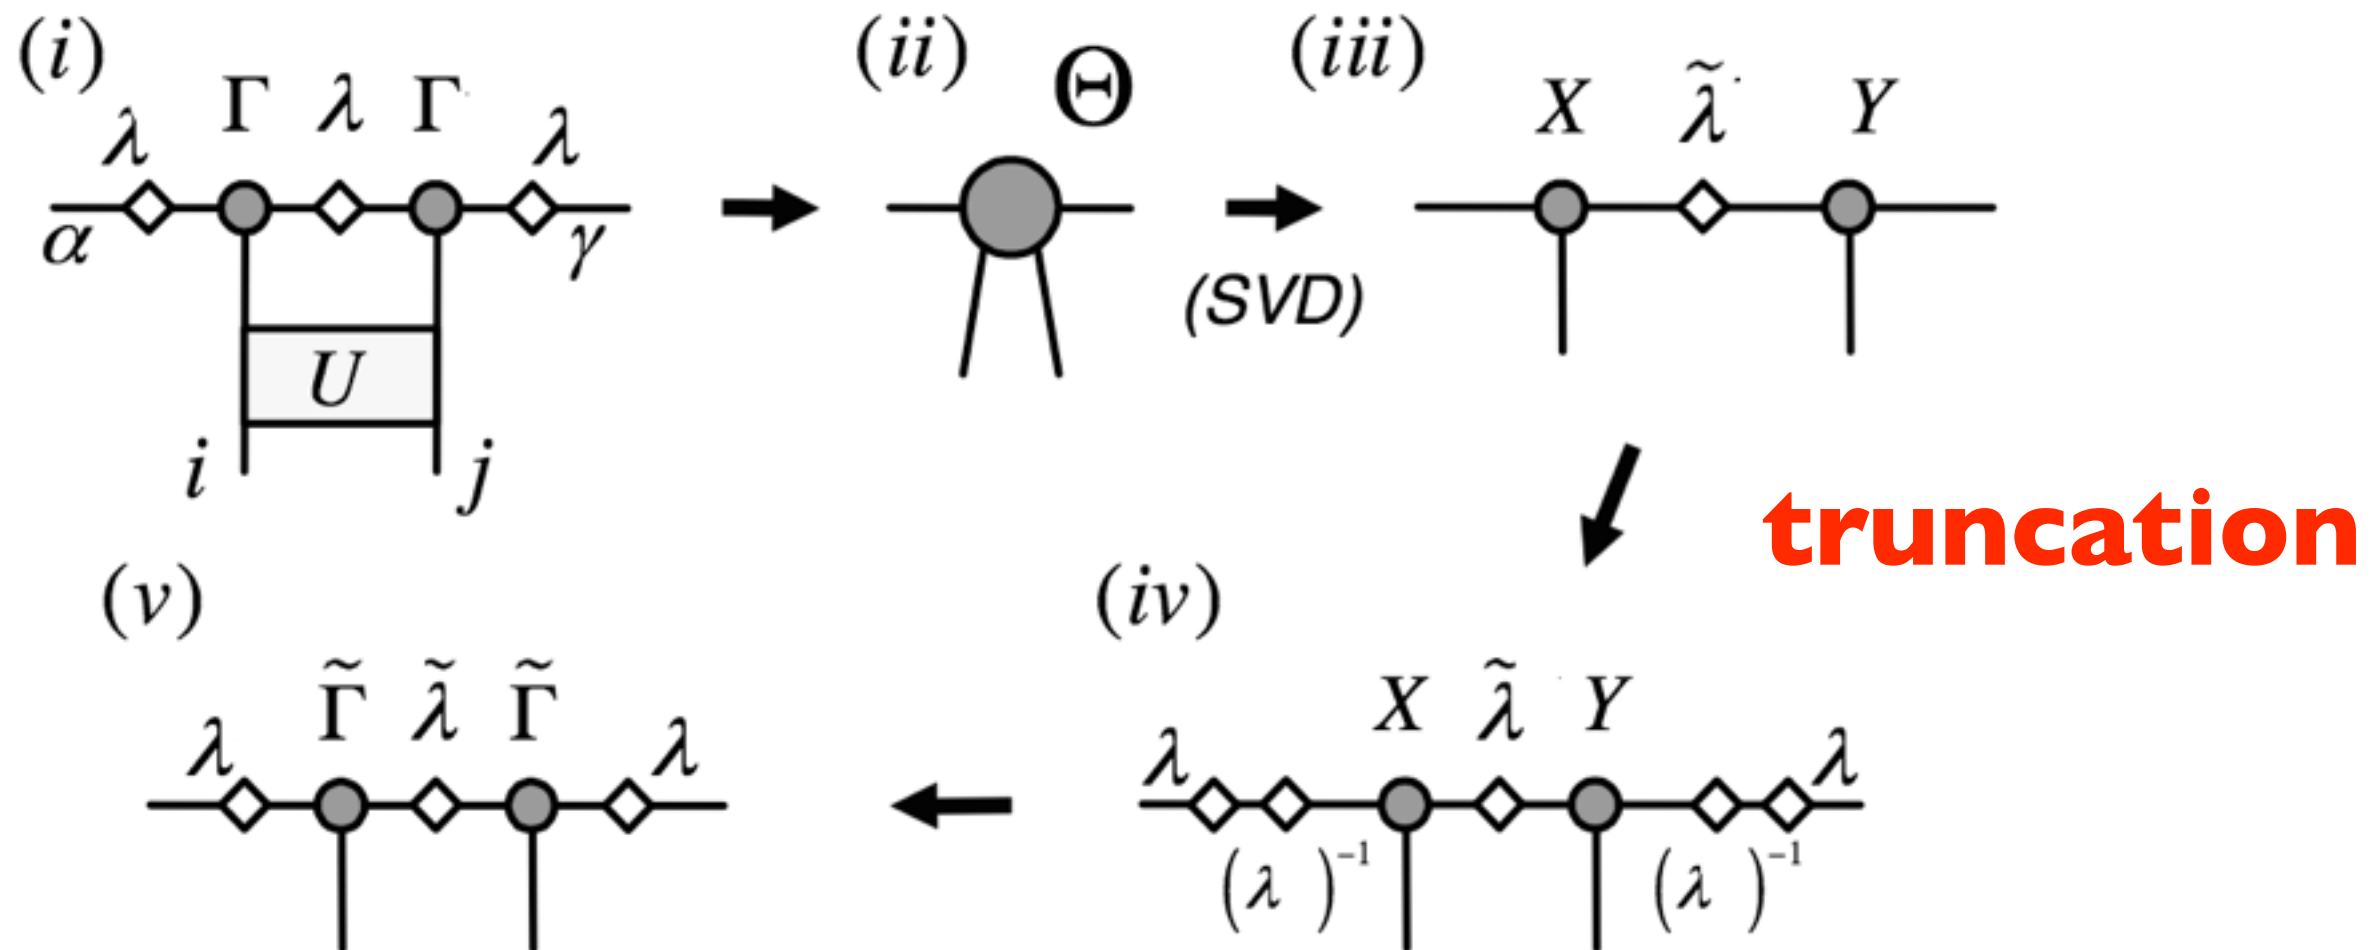 (i)
λ Γ λ Γ λ
α γ
U
i j
(ii)
Θ
(SVD)
(iii)
X λ̃ Y
truncation
(iv)
λ X λ̃ Y λ
(λ )⁻¹ (λ )⁻¹
(v)
λ Γ̃ λ̃ Γ̃ λ